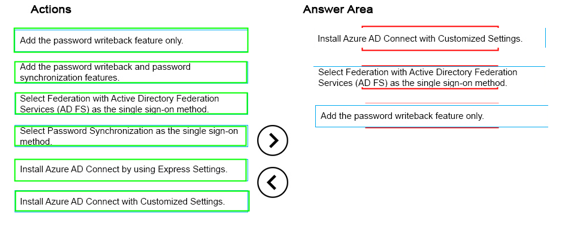 Actions
Answer Area
Add the password writeback feature only.
Add the password writeback and password
synchronization features.
Select Federation with Active Directory Federation
Services (AD FS) as the single sign-on method.
Select Password Synchronization as the single sign-on
method.
Install Azure AD Connect by using Express Settings.
Install Azure AD Connect with Customized Settings.
Install Azure AD Connect with Customized Settings.
Select Federation with Active Directory Federation
Services (AD FS) as the single sign-on method.
Add the password writeback feature only.